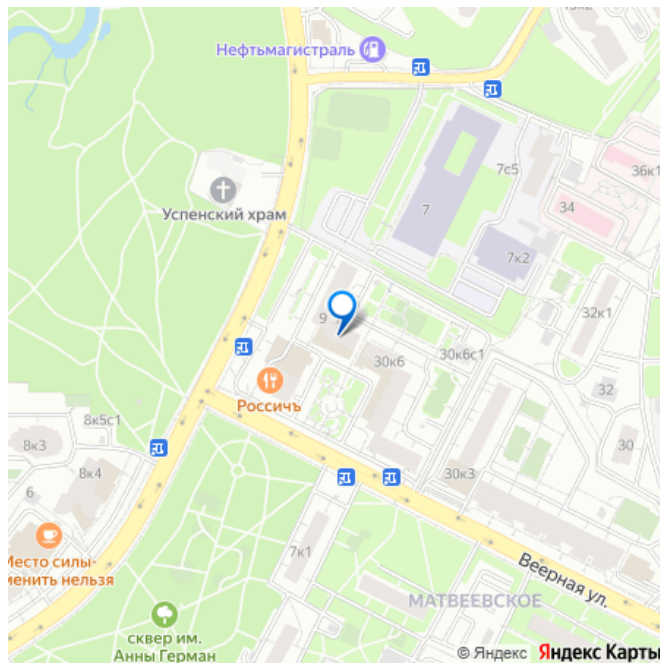 Нефтьмагистраль
7с5
36к1
7
34
Успенский храм
7к2
9
32к1
30к6
30к6с1
32
Россичъ
8к5с1
8к3
8к4
30
30к3
6
Место силы-
менить нельзя
7к1
Веерная ул.
МАТВЕЕВСКОЕ
сквер им.
Анны Герман
© Яндекс Яндекс Карты